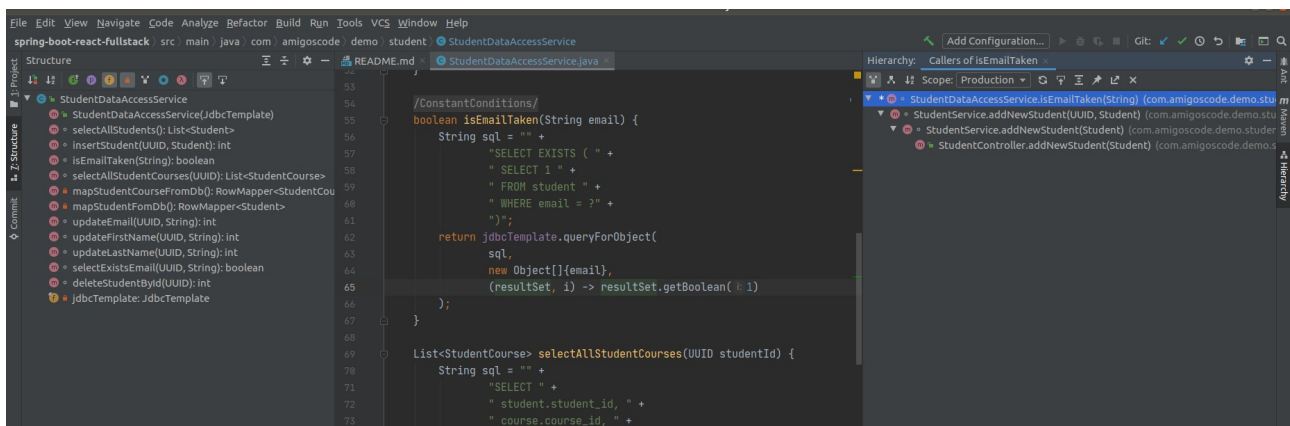 File Edit View Navigate Code Analyze Refactor Build Run Tools VCS Window Help
spring-boot-react-fullstack src main java com amigoscode demo student StudentDataAccessService
Add Configuration... Git:
1: Project
Z: Structure
Commit
Structure
StudentDataAccessService
StudentDataAccessService(JdbcTemplate)
selectAllStudents(): List<Student>
insertStudent(UUID, Student): int
isEmailTaken(String): boolean
selectAllStudentCourses(UUID): List<StudentCourse>
mapStudentCourseFromDb(): RowMapper<StudentCou
mapStudentFomDb(): RowMapper<Student>
updateEmail(UUID, String): int
updateFirstName(UUID, String): int
updateLastName(UUID, String): int
selectExistsEmail(UUID, String): boolean
deleteStudentById(UUID): int
jdbcTemplate: JdbcTemplate
README.md StudentDataAccessService.java
52 }
53
54 /ConstantConditions/
55 boolean isEmailTaken(String email) {
56 String sql = "" +
57 "SELECT EXISTS ( " +
58 " SELECT 1 " +
59 " FROM student " +
60 " WHERE email = ?" +
61 ")";
62 return jdbcTemplate.queryForObject(
63 sql,
64 new Object[]{email},
65 (resultSet, i) -> resultSet.getBoolean( i: 1)
66 );
67 }
68
69 List<StudentCourse> selectAllStudentCourses(UUID studentId) {
70 String sql = "" +
71 "SELECT " +
72 " student.student_id, " +
73 " course.course_id, " +
Hierarchy: Callers of isEmailTaken
Scope: Production
StudentDataAccessService.isEmailTaken(String) (com.amigoscode.demo.stu
StudentService.addNewStudent(UUID, Student) (com.amigoscode.demo.stu
StudentService.addNewStudent(Student) (com.amigoscode.demo.studen
StudentController.addNewStudent(Student) (com.amigoscode.demo.s
Ant
Maven
Hierarchy